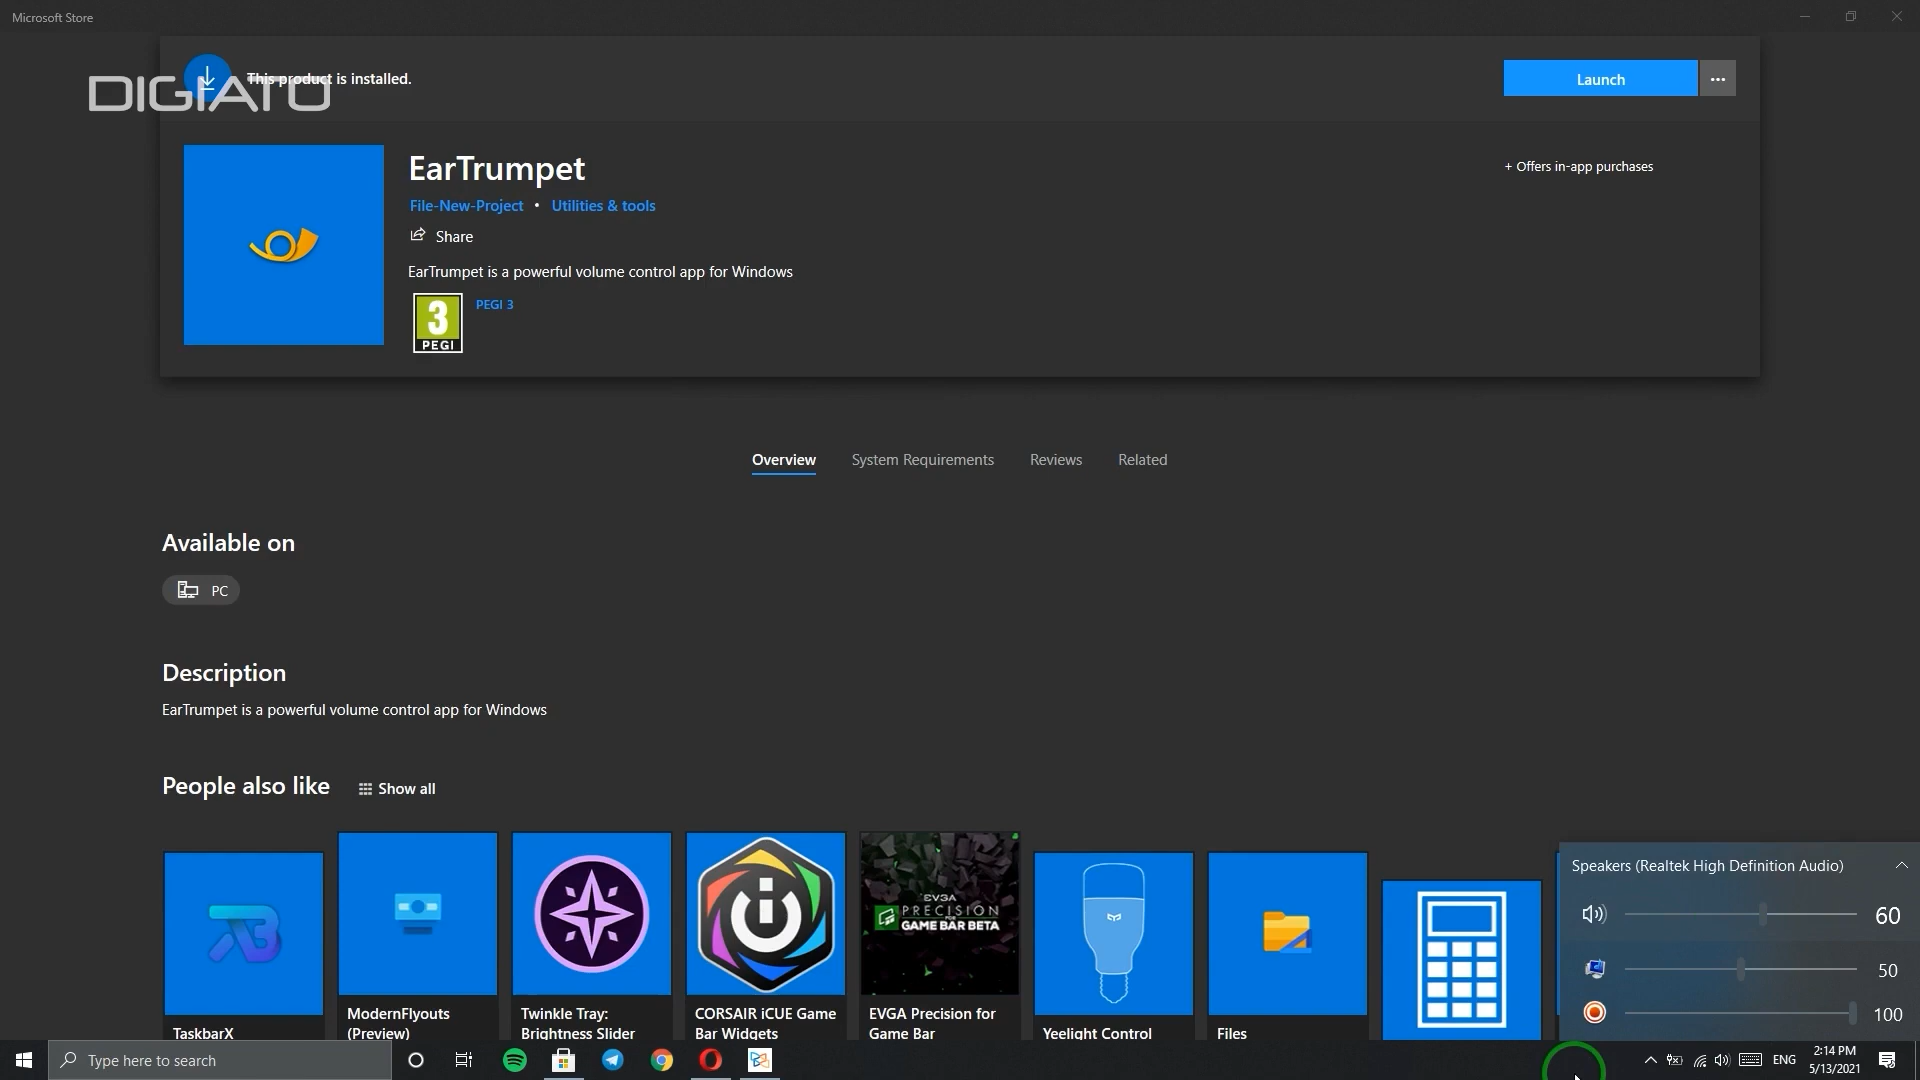 Microsoft Store
This product is installed.
DIGIATO
Launch
EarTrumpet
+ Offers in-app purchases
File-New-Project • Utilities & tools
Share
EarTrumpet is a powerful volume control app for Windows
3
PEGI
PEGI 3
Overview
System Requirements
Reviews
Related
Available on
PC
Description
EarTrumpet is a powerful volume control app for Windows
People also like
Show all
EVGA
PRECISION
FOR
GAME BAR BETA
TaskbarX
ModernFlyouts
(Preview)
Twinkle Tray:
Brightness Slider
CORSAIR iCUE Game
Bar Widgets
EVGA Precision for
Game Bar
Yeelight Control
Files
Speakers (Realtek High Definition Audio)
60
50
100
Type here to search
ENG
2:14 PM
5/13/2021